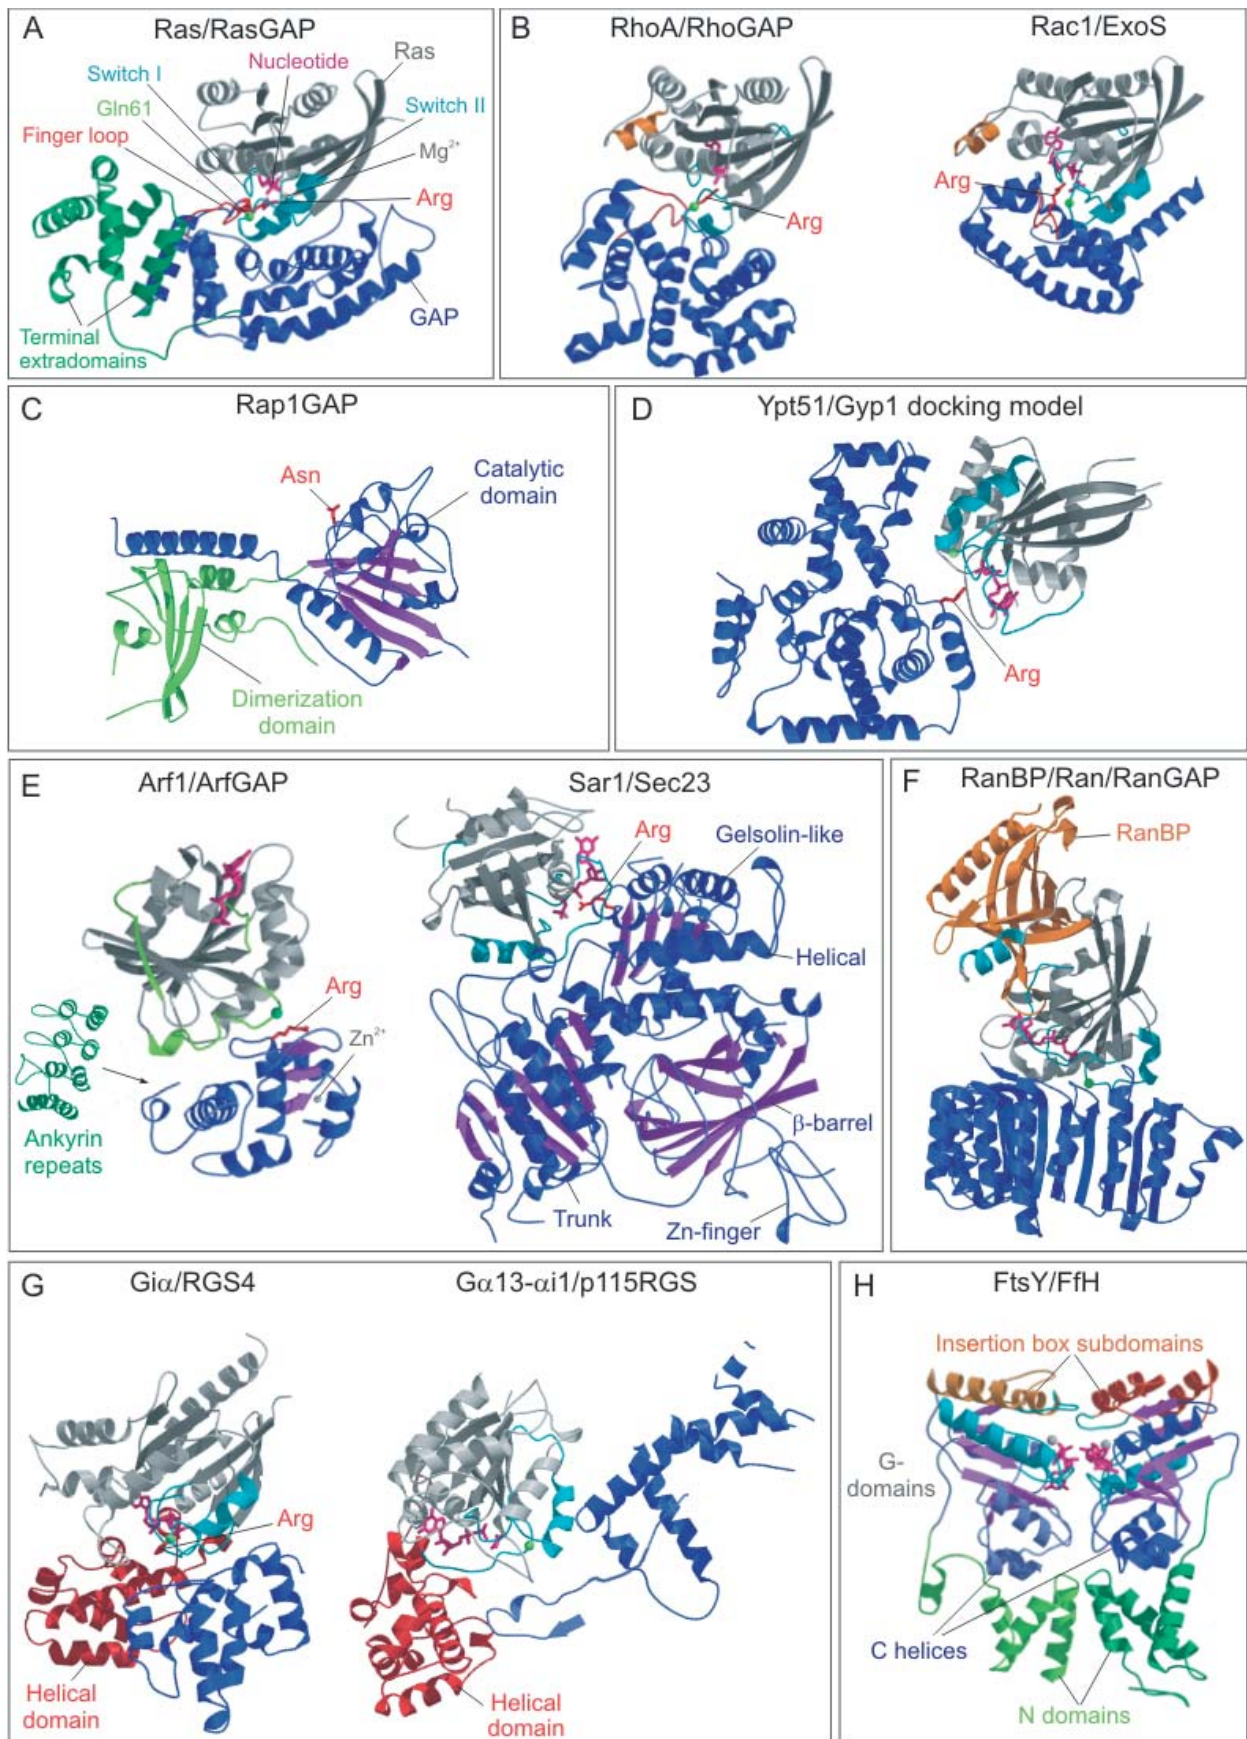 A
Ras/RasGAP
Nucleotide
Ras
Switch I
Gln61
Switch II
Finger loop
Mg²⁺
Arg
GAP
Terminal
extradomains
B
RhoA/RhoGAP
Rac1/ExoS
Arg
Arg
C
Rap1GAP
Asn
Catalytic
domain
Dimerization
domain
D
Ypt51/Gyp1 docking model
Arg
E
Arf1/ArfGAP
Sar1/Sec23
Arg
Gelsolin-like
Helical
Arg
Zn²⁺
Ankyrin
repeats
β-barrel
Trunk
Zn-finger
F
RanBP/Ran/RanGAP
RanBP
G
Giα/RGS4
Gα13-αi1/p115RGS
Arg
Helical
domain
Helical
domain
H
FtsY/FfH
Insertion box subdomains
G-
domains
C helices
N domains